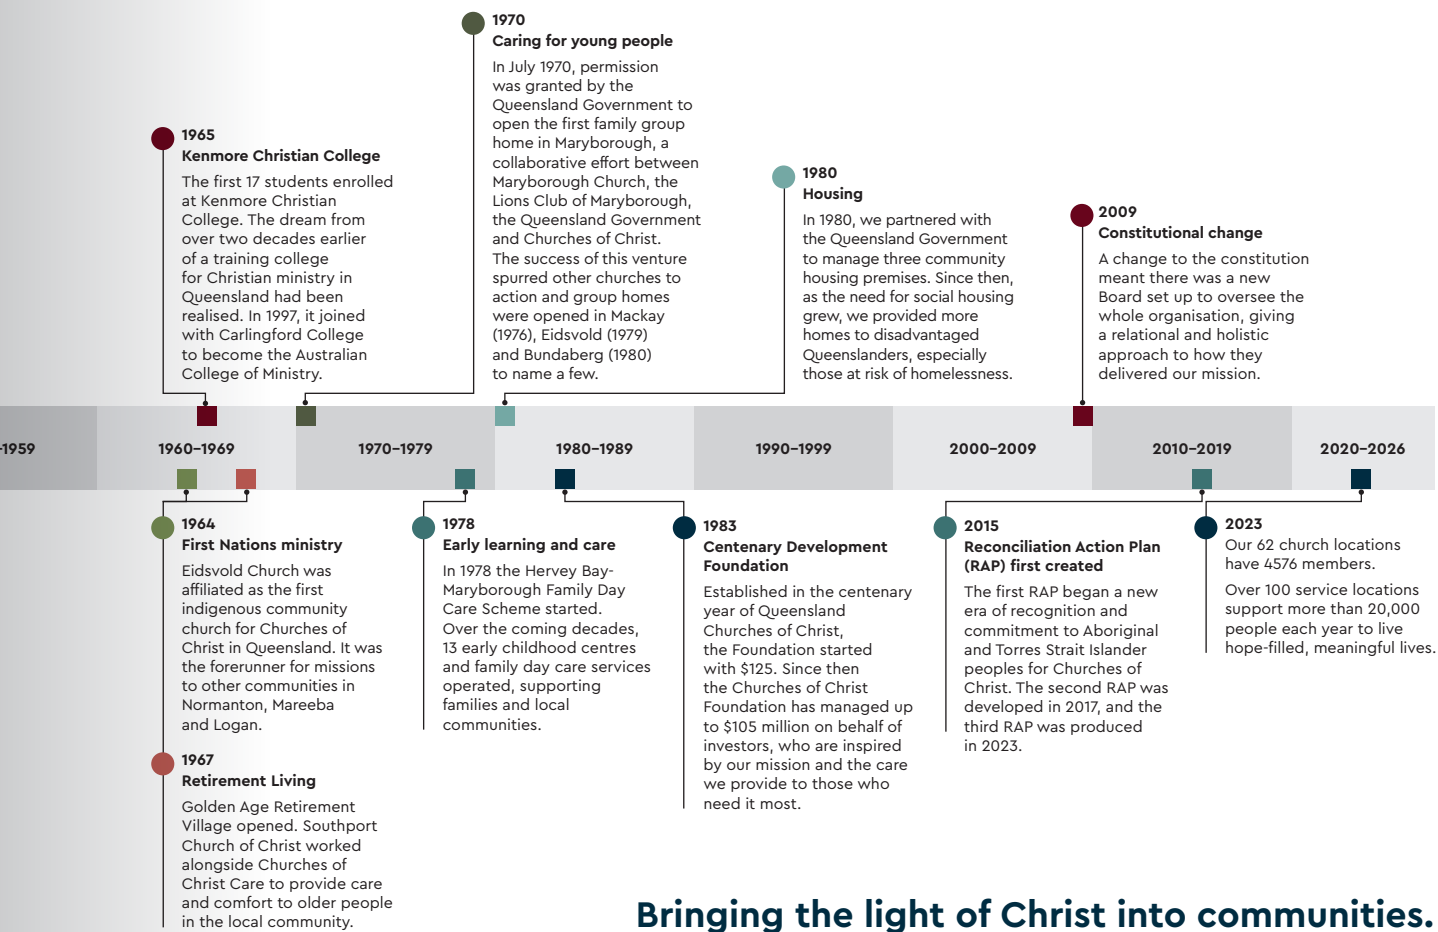 1970
Caring for young people
In July 1970, permission
was granted by the
Queensland Government to
open the first family group
home in Maryborough, a
collaborative effort between
Maryborough Church, the
Lions Club of Maryborough,
the Queensland Government
and Churches of Christ.
The success of this venture
spurred other churches to
action and group homes
were opened in Mackay
(1976), Eidsvold (1979)
and Bundaberg (1980)
to name a few.
1965
Kenmore Christian College
The first 17 students enrolled
at Kenmore Christian
College. The dream from
over two decades earlier
of a training college
for Christian ministry in
Queensland had been
realised. In 1997, it joined
with Carlingford College
to become the Australian
College of Ministry.
1980
Housing
In 1980, we partnered with
the Queensland Government
to manage three community
housing premises. Since then,
as the need for social housing
grew, we provided more
homes to disadvantaged
Queenslanders, especially
those at risk of homelessness.
2009
Constitutional change
A change to the constitution
meant there was a new
Board set up to oversee the
whole organisation, giving
a relational and holistic
approach to how they
delivered our mission.
-1959
1960–1969
1970–1979
1980–1989
1990–1999
2000–2009
2010–2019
2020–2026
1964
First Nations ministry
Eidsvold Church was
affiliated as the first
indigenous community
church for Churches of
Christ in Queensland. It was
the forerunner for missions
to other communities in
Normanton, Mareeba
and Logan.
1967
Retirement Living
Golden Age Retirement
Village opened. Southport
Church of Christ worked
alongside Churches of
Christ Care to provide care
and comfort to older people
in the local community.
1978
Early learning and care
In 1978 the Hervey Bay-
Maryborough Family Day
Care Scheme started.
Over the coming decades,
13 early childhood centres
and family day care services
operated, supporting
families and local
communities.
1983
Centenary Development
Foundation
Established in the centenary
year of Queensland
Churches of Christ,
the Foundation started
with $125. Since then
the Churches of Christ
Foundation has managed up
to $105 million on behalf of
investors, who are inspired
by our mission and the care
we provide to those who
need it most.
2015
Reconciliation Action Plan
(RAP) first created
The first RAP began a new
era of recognition and
commitment to Aboriginal
and Torres Strait Islander
peoples for Churches of
Christ. The second RAP was
developed in 2017, and the
third RAP was produced
in 2023.
2023
Our 62 church locations
have 4576 members.
Over 100 service locations
support more than 20,000
people each year to live
hope-filled, meaningful lives.
Bringing the light of Christ into communities.